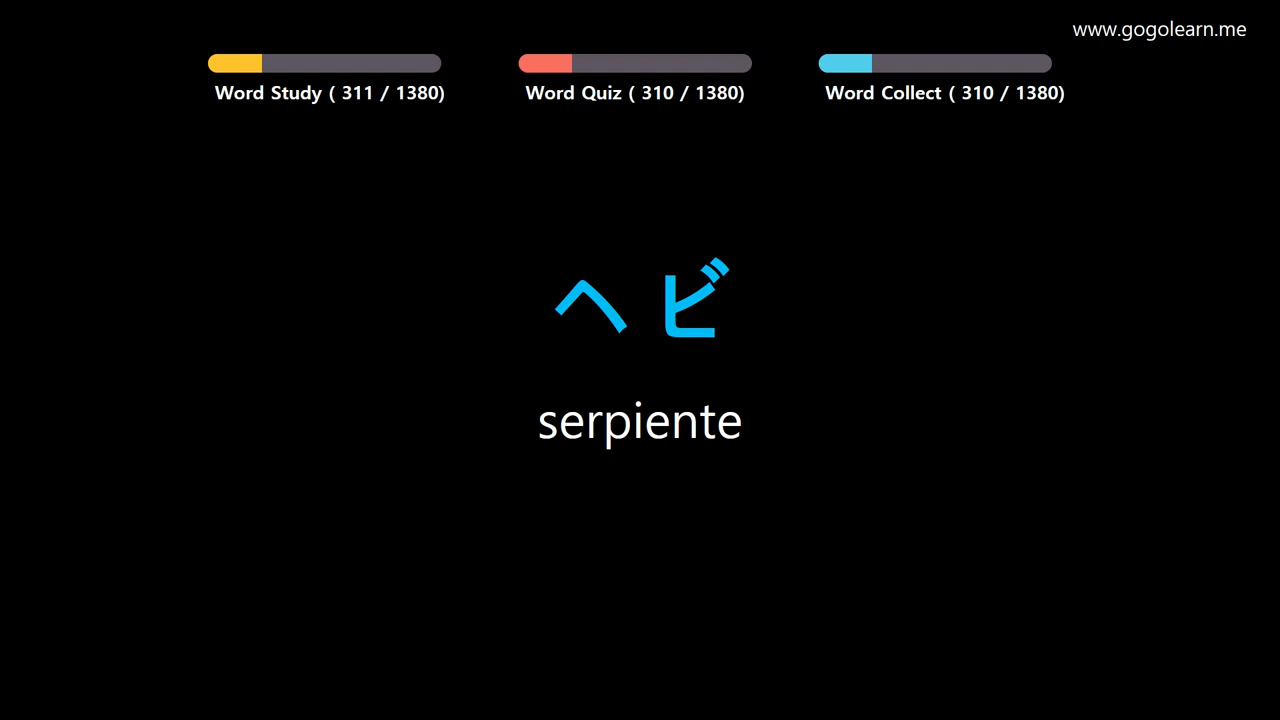 www.gogolearn.me
Word Study ( 311 / 1380)
Word Quiz ( 310 / 1380)
Word Collect ( 310 / 1380)
ヘビ
serpiente